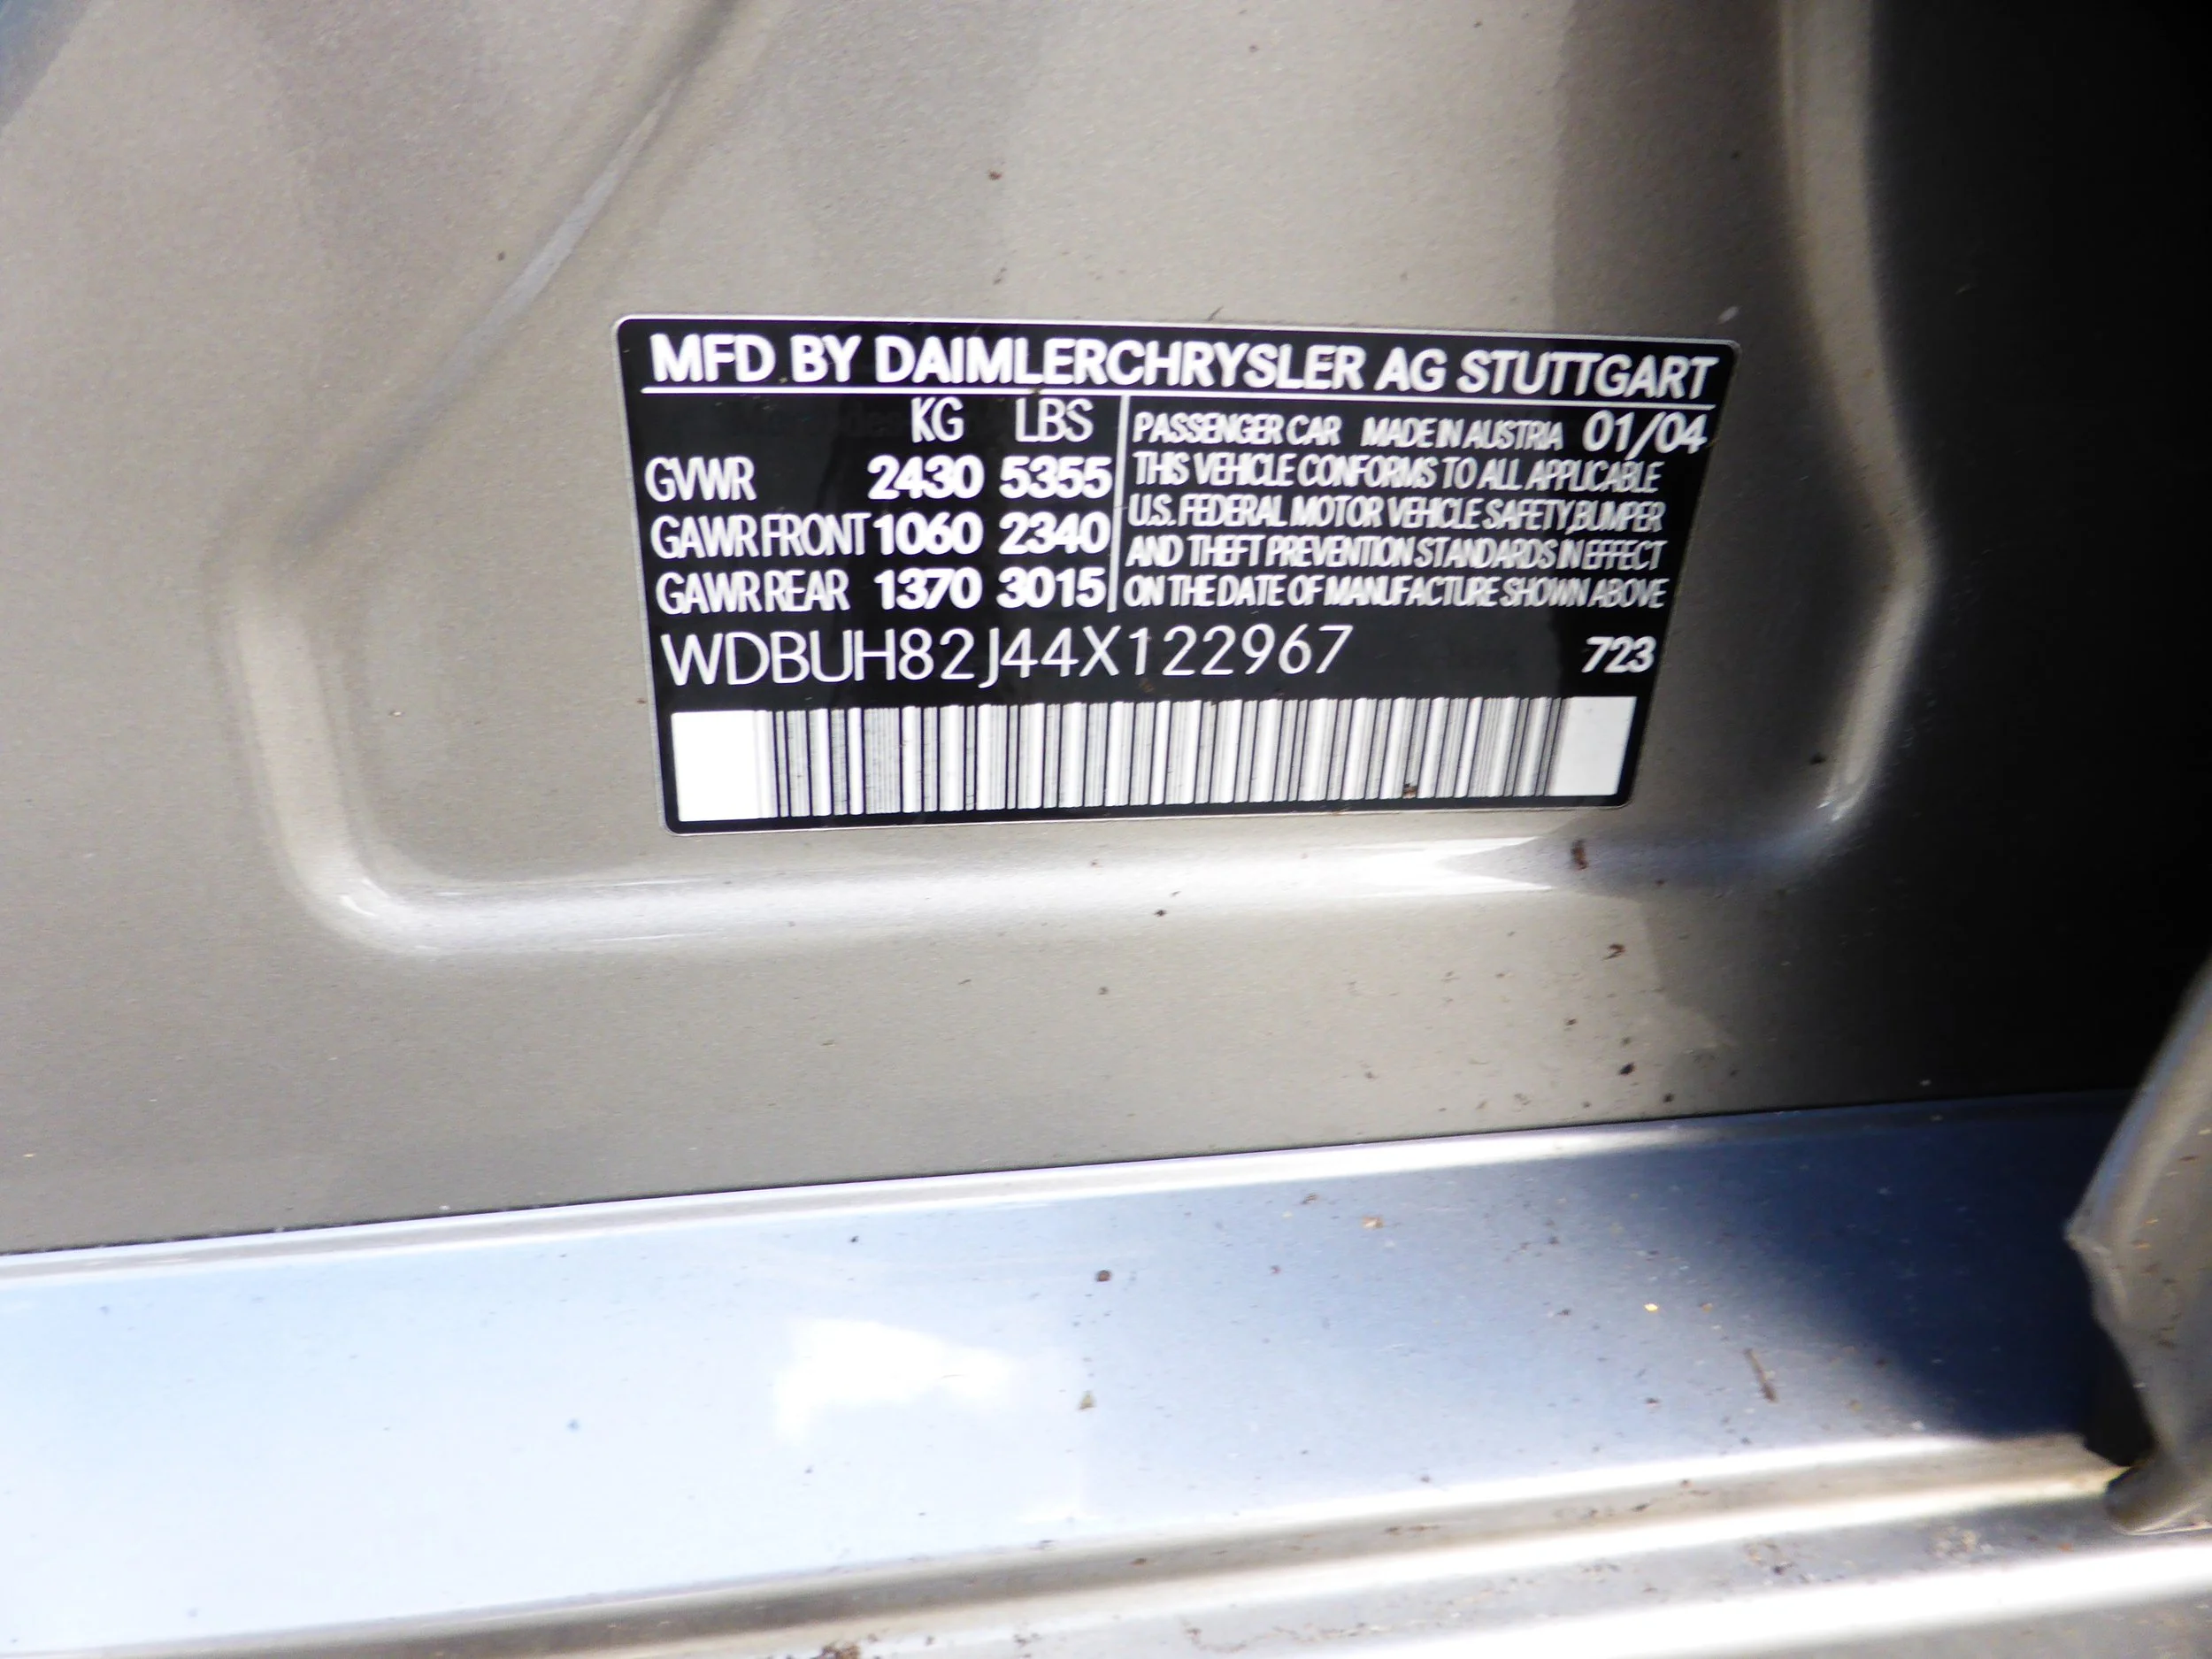 MFD BY DAIMLERCHRYSLER AG STUTTGART
KG LBS
GVWR 2430 5355
GAWR FRONT 1060 2340
GAWR REAR 1370 3015
PASSENGER CAR MADE IN AUSTRIA 01/04
THIS VEHICLE CONFORMS TO ALL APPLICABLE
U.S. FEDERAL MOTOR VEHICLE SAFETY, BUMPER
AND THEFT PREVENTION STANDARDS IN EFFECT
ON THE DATE OF MANUFACTURE SHOWN ABOVE
WDBUH82J44X122967 723